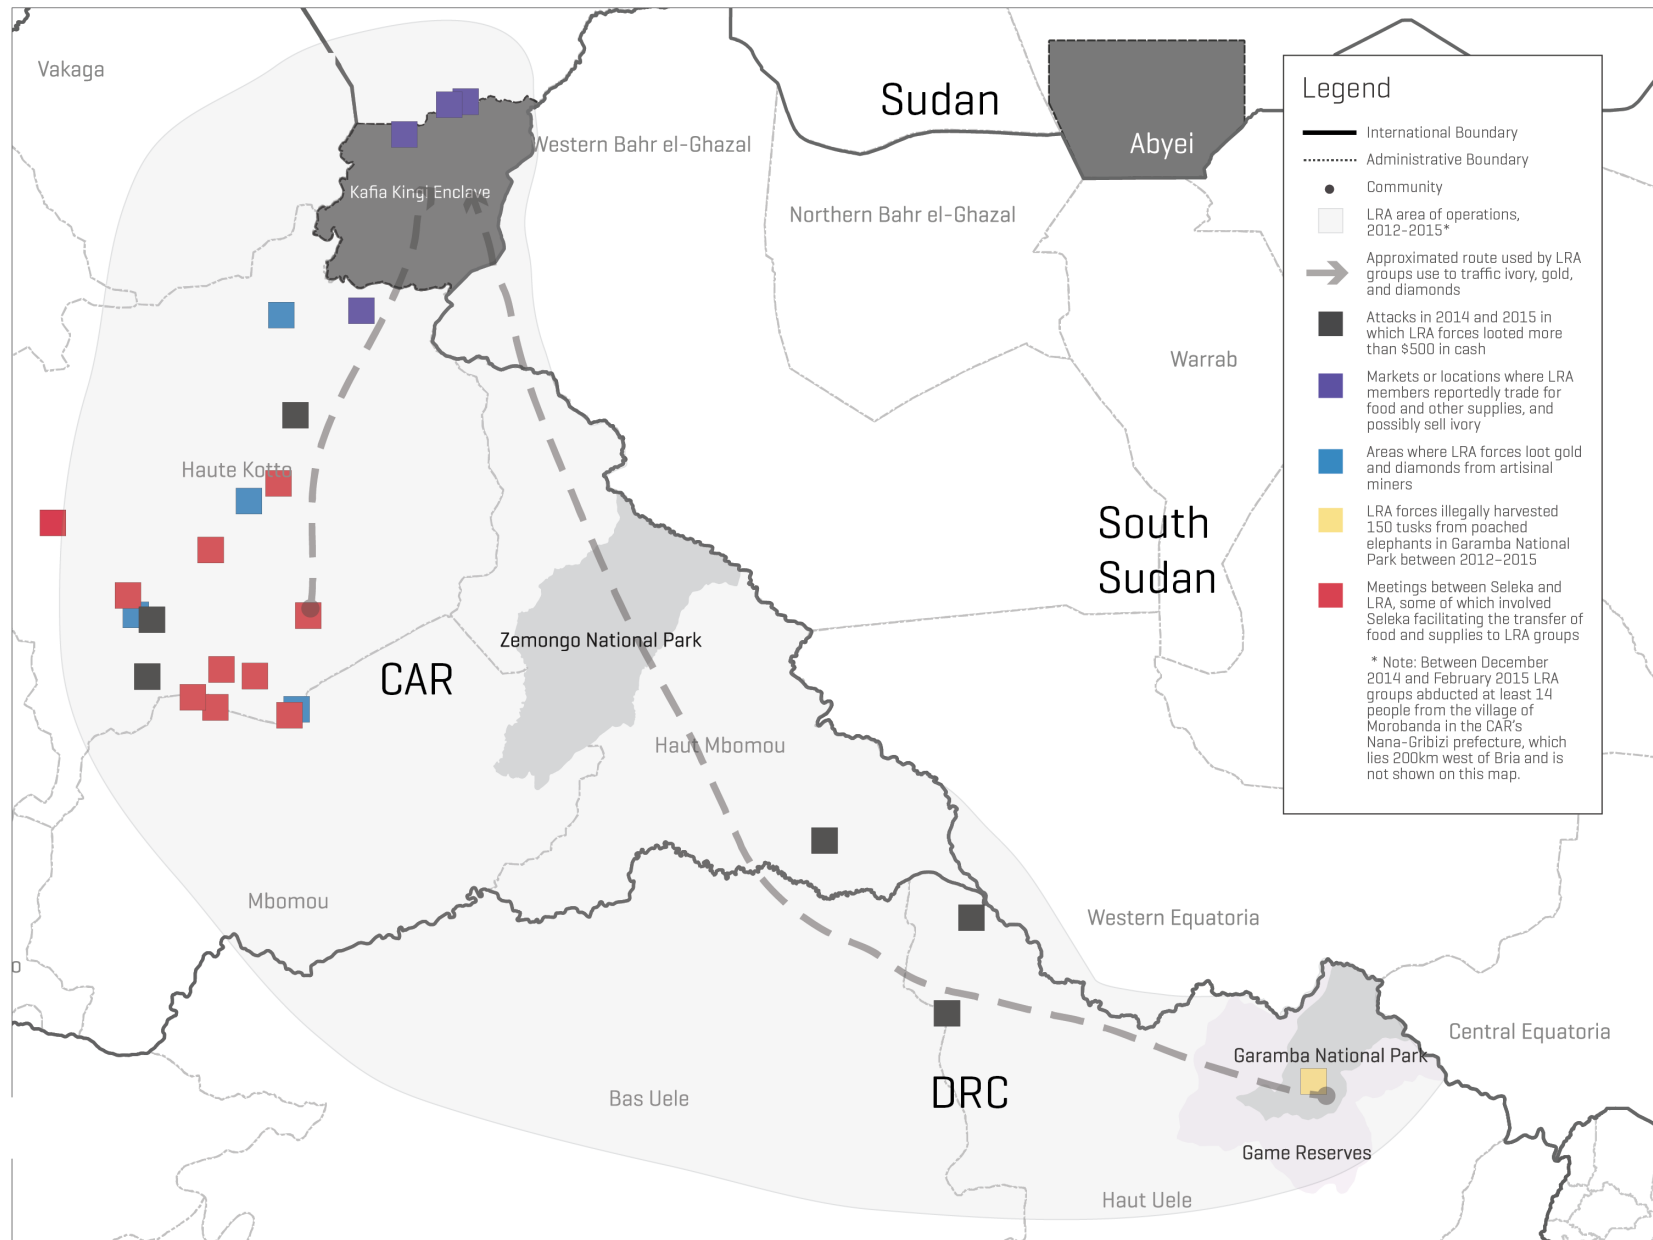 Vakaga
Sudan
Abyei
Western Bahr el-Ghazal
Kafia Kingi Enclave
Northern Bahr el-Ghazal
Warrab
Haute Kotto
South
Sudan
Zemongo National Park
CAR
Haut Mbomou
Mbomou
Western Equatoria
o
Central Equatoria
Garamba National Park
DRC
Bas Uele
Game Reserves
Haut Uele
Legend
International Boundary
Administrative Boundary
Community
LRA area of operations,
2012-2015*
Approximated route used by LRA
groups use to traffic ivory, gold,
and diamonds
Attacks in 2014 and 2015 in
which LRA forces looted more
than $500 in cash
Markets or locations where LRA
members reportedly trade for
food and other supplies, and
possibly sell ivory
Areas where LRA forces loot gold
and diamonds from artisinal
miners
LRA forces illegally harvested
150 tusks from poached
elephants in Garamba National
Park between 2012-2015
Meetings between Seleka and
LRA, some of which involved
Seleka facilitating the transfer of
food and supplies to LRA groups
* Note: Between December
2014 and February 2015 LRA
groups abducted at least 14
people from the village of
Morobanda in the CAR's
Nana-Gribizi prefecture, which
lies 200km west of Bria and is
not shown on this map.